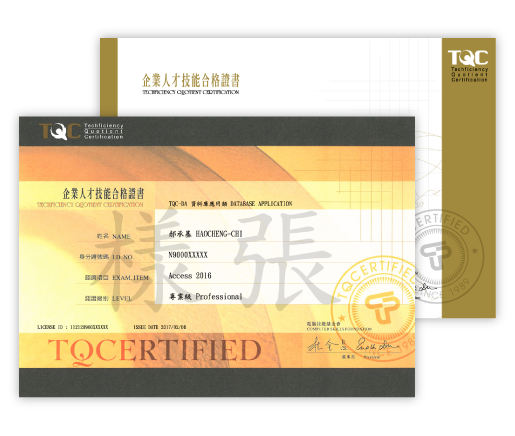 TQC Techficiency
Quotient
Certification
企業人才技能合格證書
TECHFICIENCY QUOTIENT CERTIFICATION
TQC Techficiency
Quotient
Certification
企業人才技能合格證書
TECHFICIENCY QUOTIENT CERTIFICATION
TQC-DA 資料庫應用類 DATABASE APPLICATION
姓名 NAME 郝承基 HAOCHENG-CHI
身分證號碼 I.D.NO. N9000XXXXX
認證項目 EXAM.ITEM Access 2016
認證級別 LEVEL 專業級 Professional
樣張
LICENSE ID : 112528900XXXXX ISSUE DATE 2017/02/08
TQCERTIFIED
電腦技能基金會
COMPUTER SKILLS FOUNDATION
TQCERTIFIED
SINCE 1989